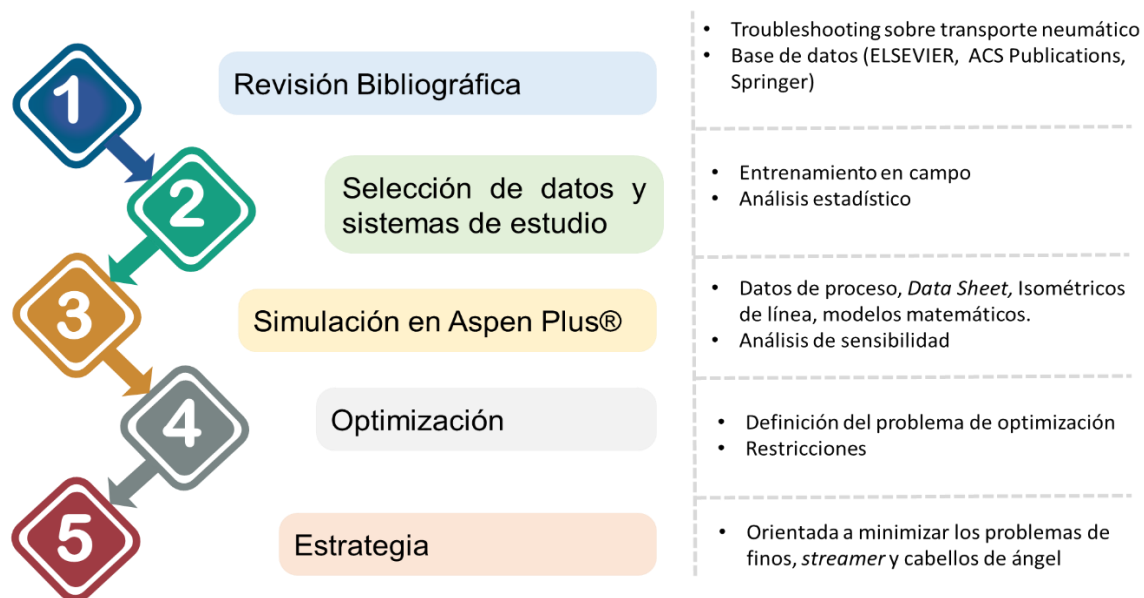 1
Revisión Bibliográfica
• Troubleshooting sobre transporte neumático
• Base de datos (ELSEVIER, ACS Publications,
Springer)
2
Selección de datos y
sistemas de estudio
• Entrenamiento en campo
• Análisis estadístico
3
Simulación en Aspen Plus®
• Datos de proceso, Data Sheet, Isométricos
de línea, modelos matemáticos.
• Análisis de sensibilidad
4
Optimización
• Definición del problema de optimización
• Restricciones
5
Estrategia
• Orientada a minimizar los problemas de
finos, streamer y cabellos de ángel